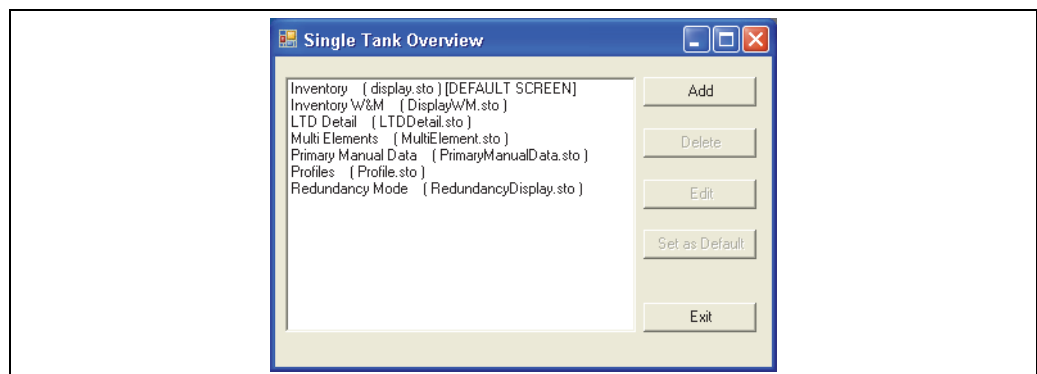 Single Tank Overview
Inventory ( display.sto ) [DEFAULT SCREEN]
Inventory W&M ( DisplayWM.sto )
LTD Detail ( LTDDetail.sto )
Multi Elements ( MultiElement.sto )
Primary Manual Data ( PrimaryManualData.sto )
Profiles ( Profile.sto )
Redundancy Mode ( RedundancyDisplay.sto )
Add
Delete
Edit
Set as Default
Exit